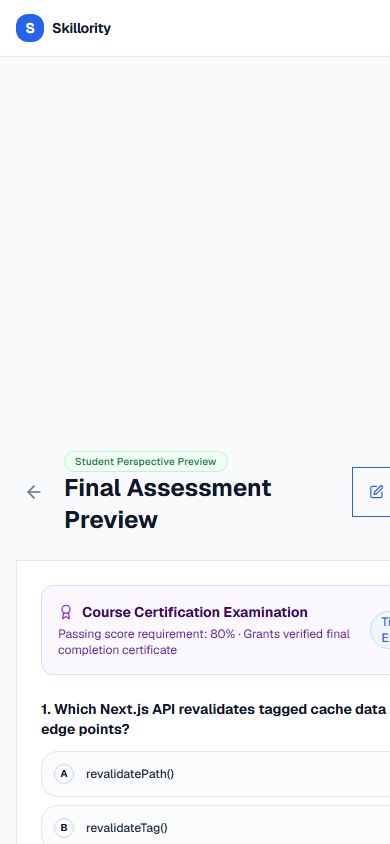 S Skillority
Student Perspective Preview
Final Assessment
Preview
Course Certification Examination
Passing score requirement: 80% · Grants verified final
completion certificate
1. Which Next.js API revalidates tagged cache data
edge points?
A revalidatePath()
B revalidateTag()